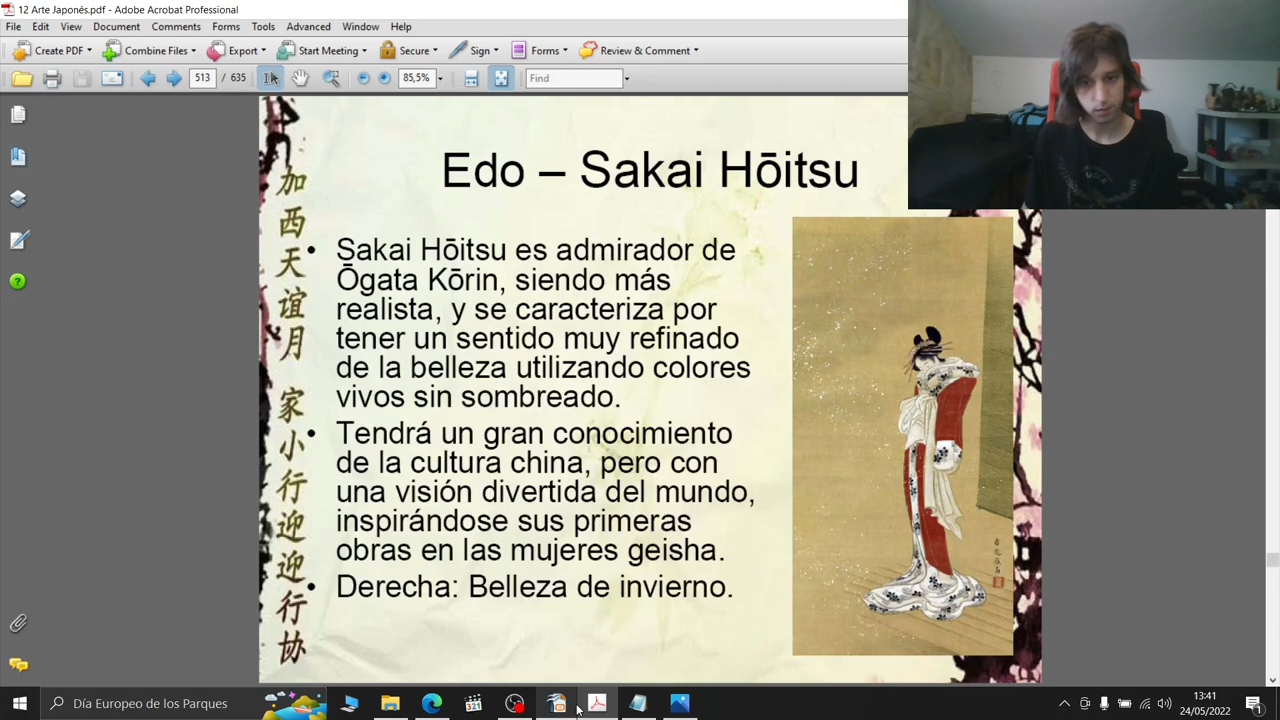 12 Arte Japonés.pdf - Adobe Acrobat Professional
File Edit View Document Comments Forms Tools Advanced Window Help
Create PDF Combine Files Export Start Meeting Secure Sign Forms Review & Comment
513 / 635 85,5% Find
Edo – Sakai Hōitsu
• Sakai Hōitsu es admirador de
Ōgata Kōrin, siendo más
realista, y se caracteriza por
tener un sentido muy refinado
de la belleza utilizando colores
vivos sin sombreado.
• Tendrá un gran conocimiento
de la cultura china, pero con
una visión divertida del mundo,
inspirándose sus primeras
obras en las mujeres geisha.
• Derecha: Belleza de invierno.
加西天谊月
家小行迎迎行协
Día Europeo de los Parques
321
13:41
24/05/2022
1